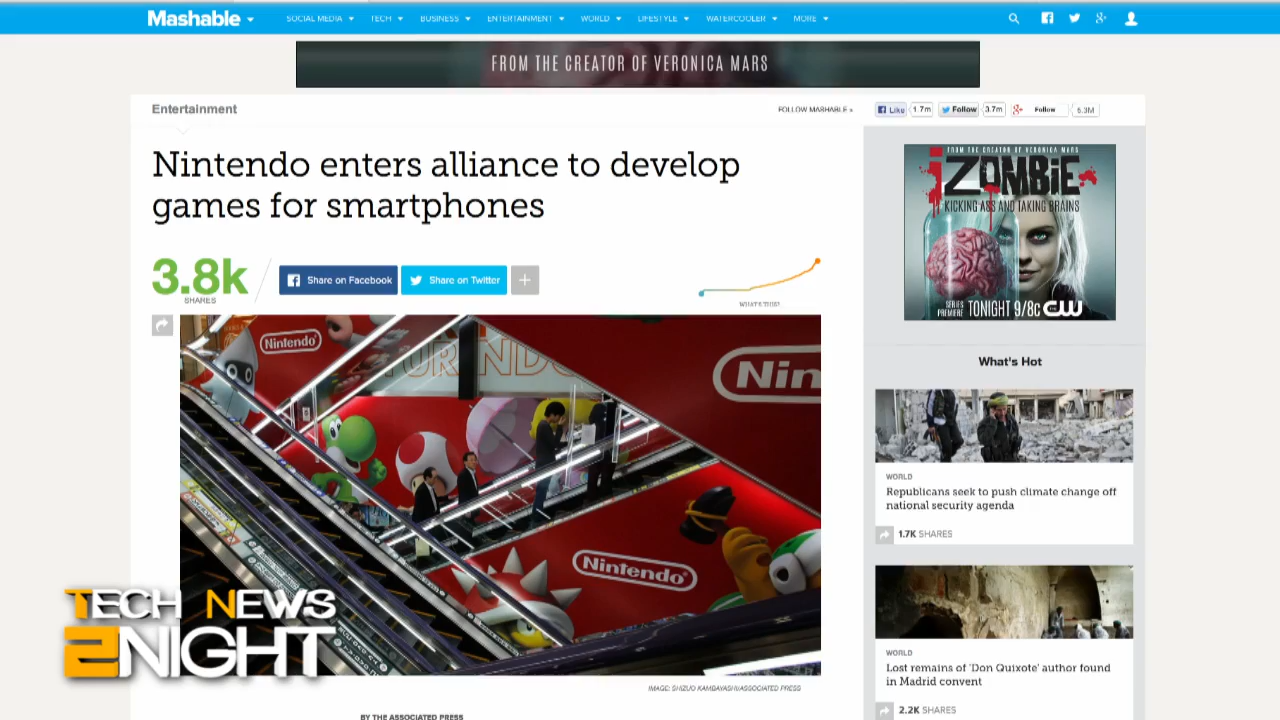 Mashable
SOCIAL MEDIA
TECH
BUSINESS
ENTERTAINMENT
WORLD
LIFESTYLE
WATERCOOLER
MORE
FROM THE CREATOR OF VERONICA MARS
Entertainment
FOLLOW MASHABLE »
Like
1.7m
Follow
3.7m
Follow
5.3M
Nintendo enters alliance to develop
games for smartphones
3.8k
SHARES
Share on Facebook
Share on Twitter
WHAT'S THIS?
FROM THE CREATOR OF VERONICA MARS
iZOMBiE
KICKING ASS AND TAKING BRAINS
SERIES
PREMIERE
TONIGHT 9/8c
CW
Nintendo
Nin
Nintendo
What's Hot
WORLD
Republicans seek to push climate change off
national security agenda
1.7K SHARES
WORLD
Lost remains of 'Don Quixote' author found
in Madrid convent
2.2K SHARES
TECH NEWS
2NIGHT
IMAGE: SHIZUO KAMBAYASHI/ASSOCIATED PRESS
BY THE ASSOCIATED PRESS